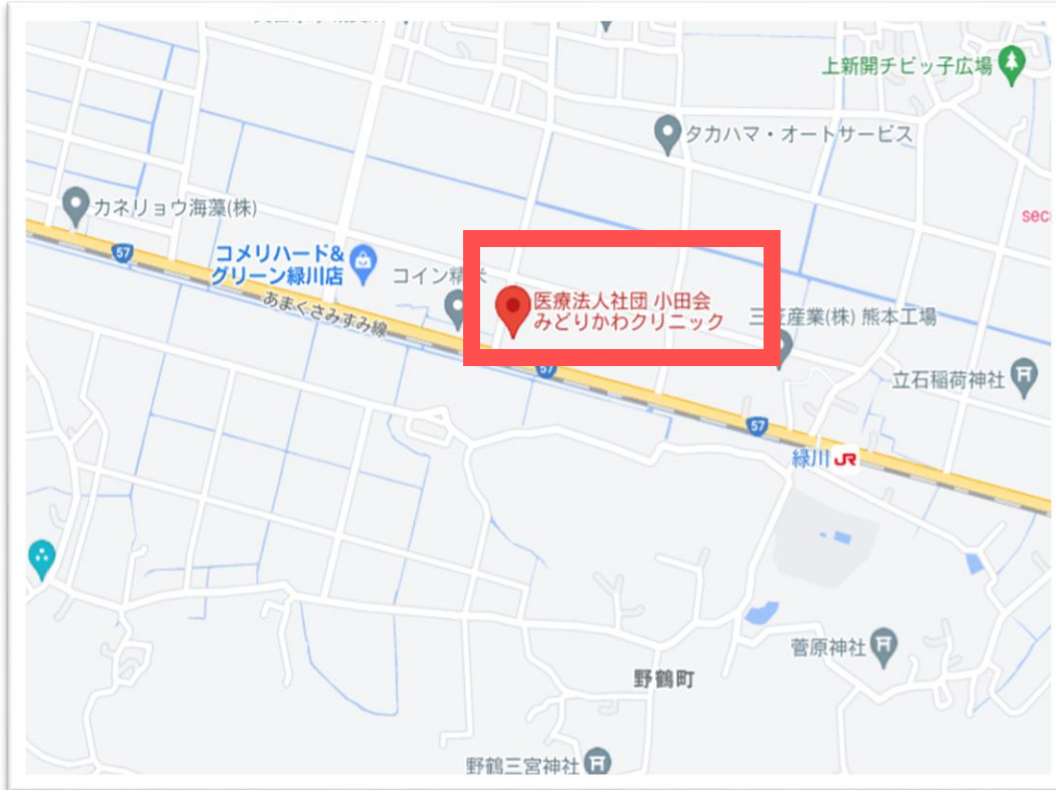 上新開チビッ子広場
タカハマ・オートサービス
カネリョウ海藻(株)
sec
57
コメリハード&
グリーン緑川店
コイン精米
あまくさみすみ線
医療法人社団 小田会
みどりかわクリニック
産業(株) 熊本工場
57
立石稲荷神社
57
緑川 JR
菅原神社
野鶴町
野鶴三宮神社